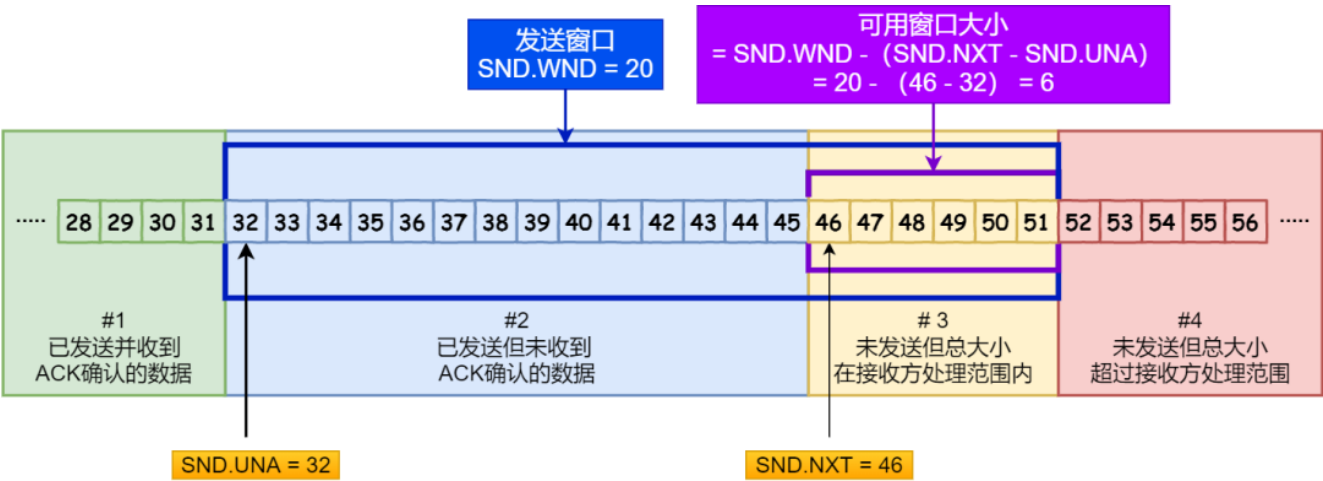 发送窗口
SND.WND = 20
可用窗口大小
= SND.WND -（SND.NXT - SND.UNA）
= 20 -（46 - 32） = 6
····· 28 29 30 31 32 33 34 35 36 37 38 39 40 41 42 43 44 45 46 47 48 49 50 51 52 53 54 55 56 ·····
#1
已发送并收到
ACK确认的数据
#2
已发送但未收到
ACK确认的数据
# 3
未发送但总大小
在接收方处理范围内
#4
未发送但总大小
超过接收方处理范围
SND.UNA = 32
SND.NXT = 46